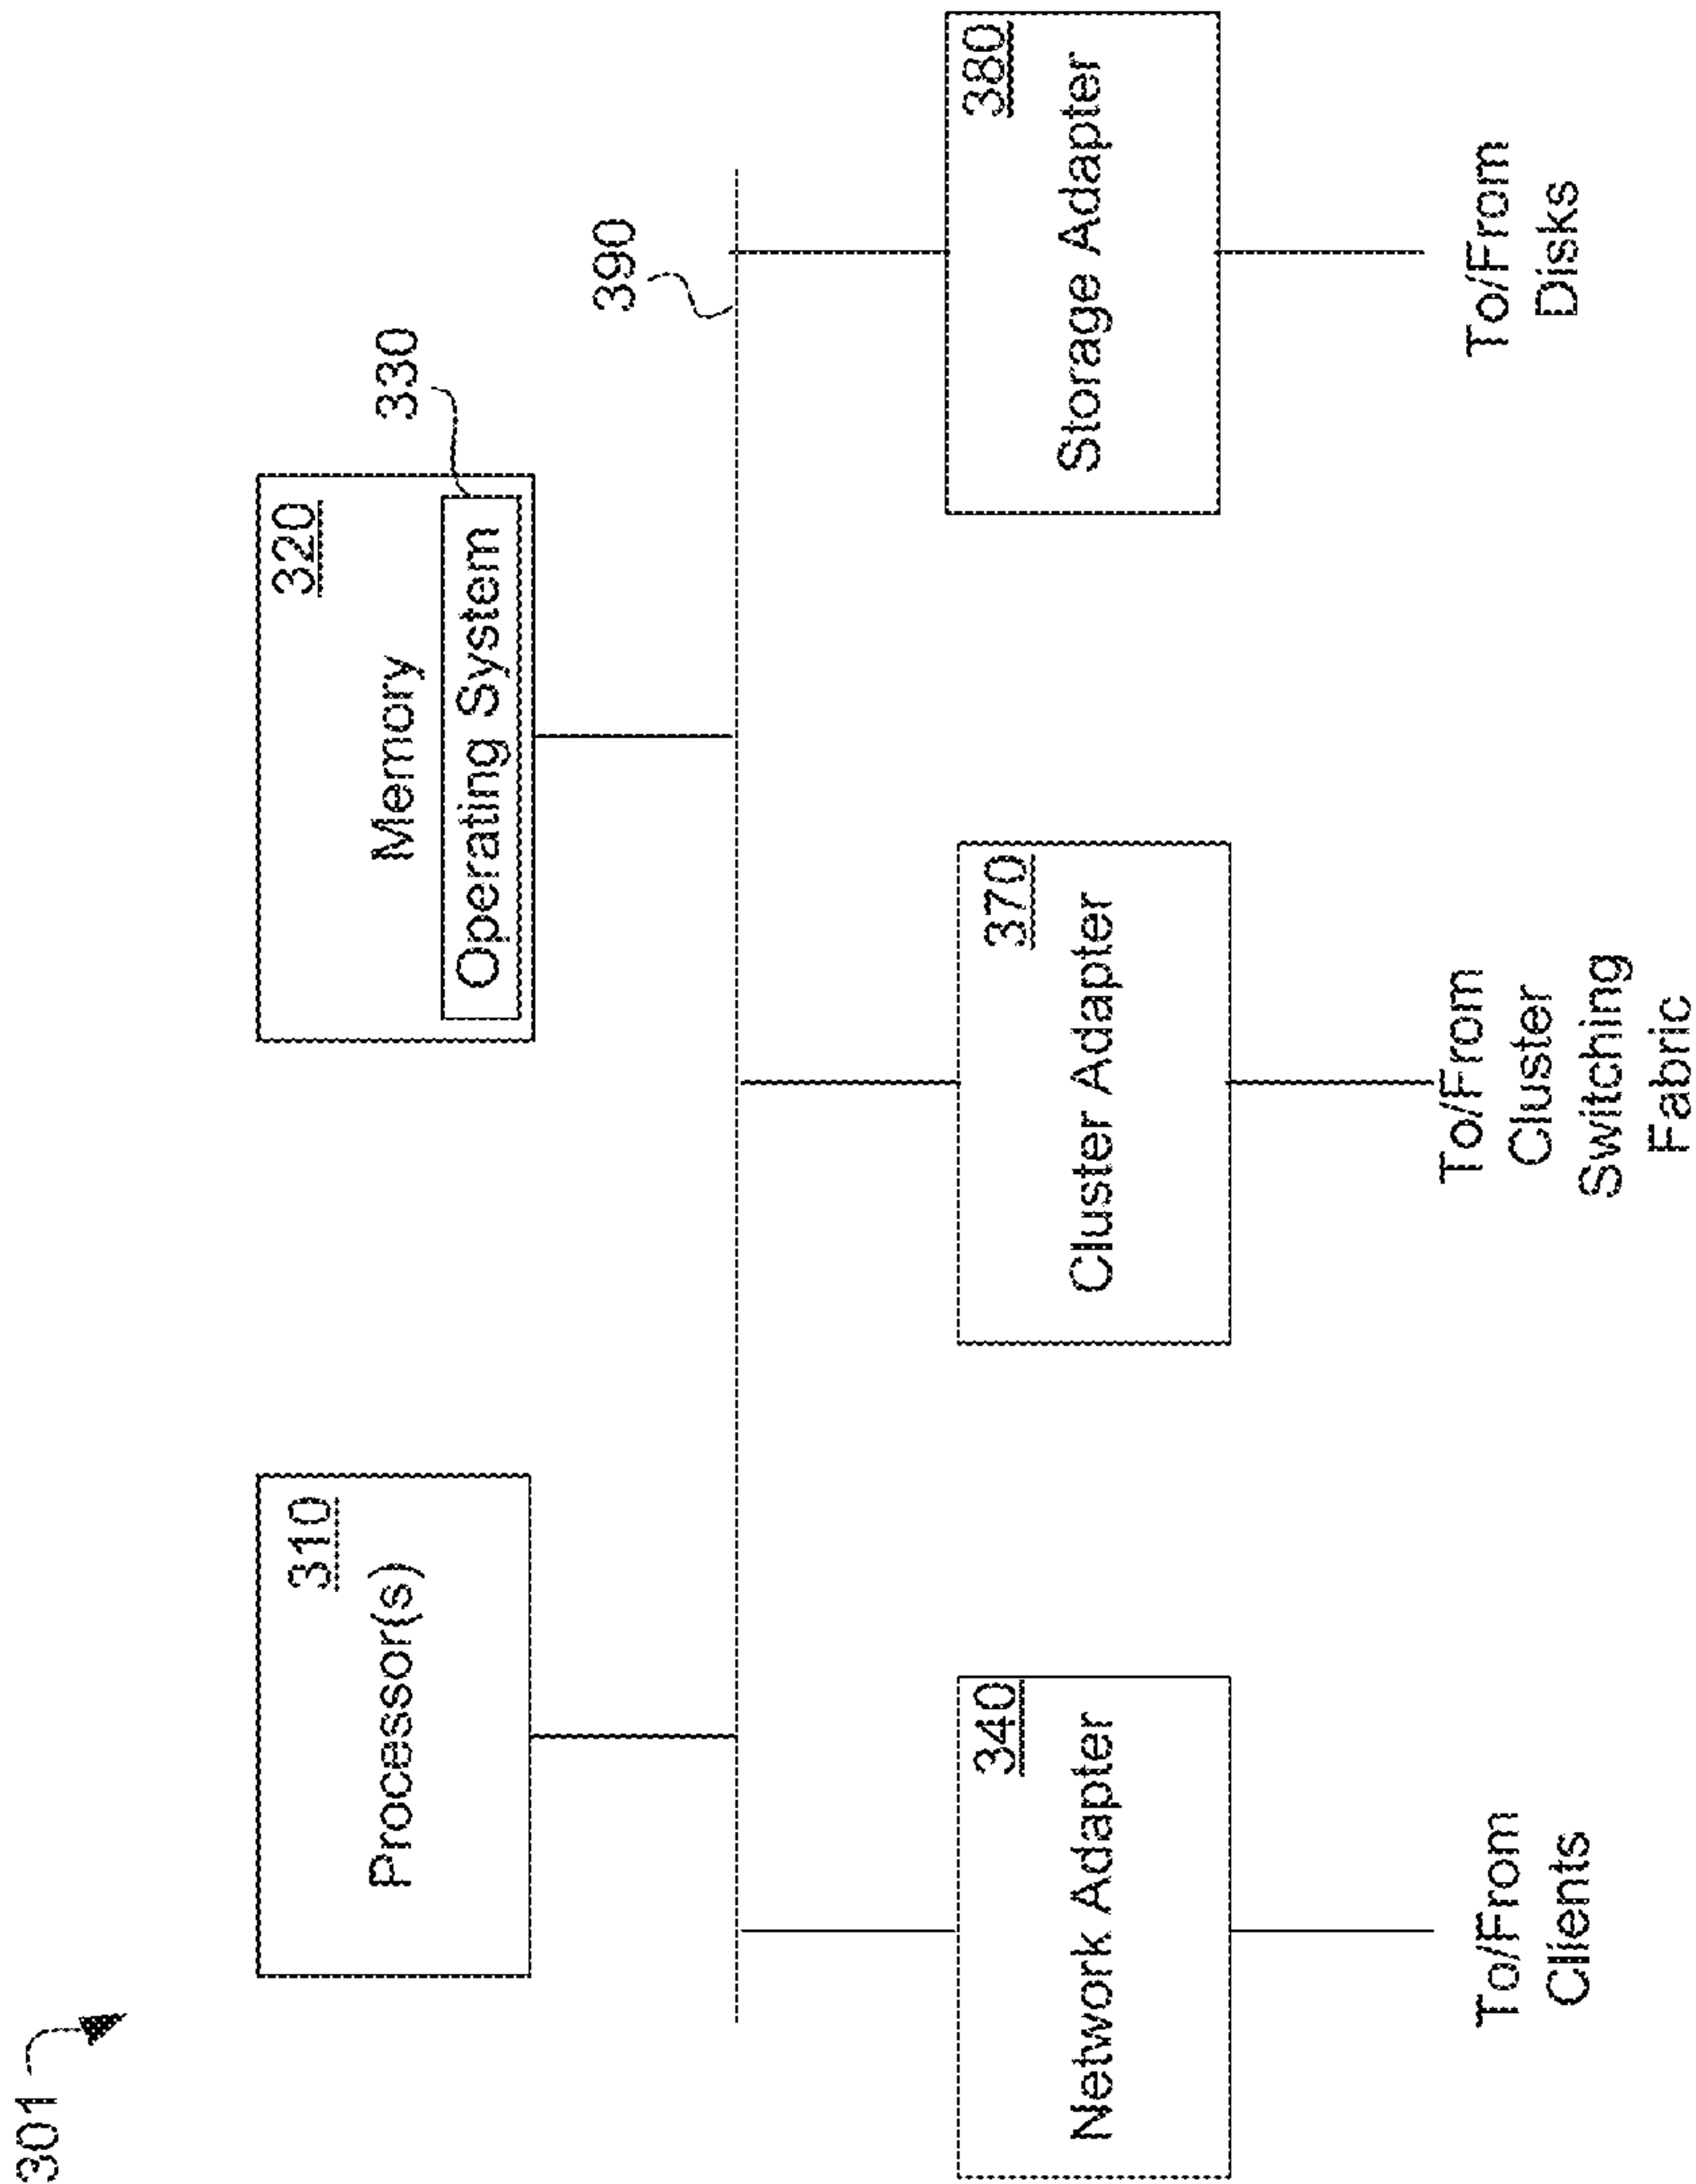 301
310
Processor(s)
320
Memory
Operating System
330
390
340
Network Adapter
370
Cluster Adapter
380
Storage Adapter
To/From
Clients
To/From
Cluster
Switching
Fabric
To/From
Disks